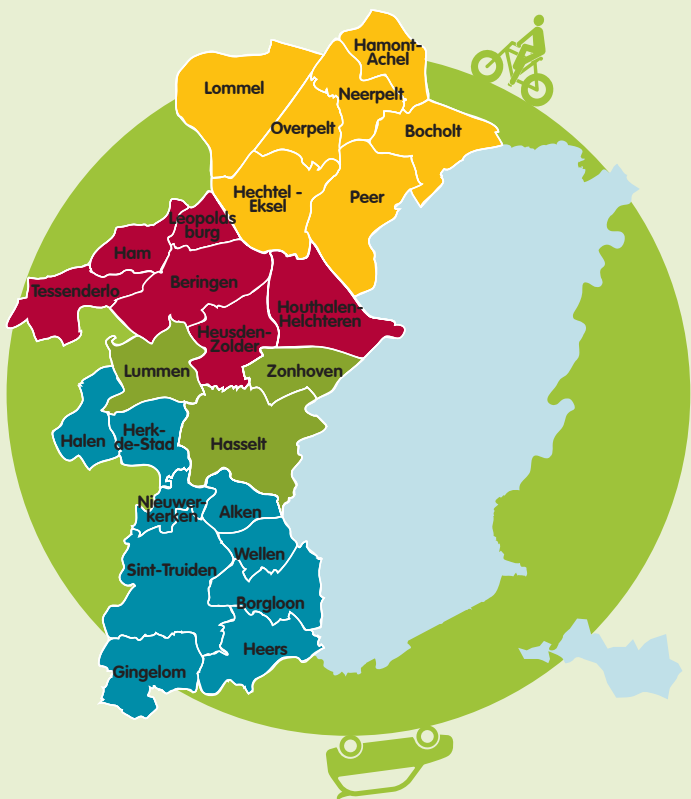 Hamont-
Achel
Lommel
Neerpelt
Overpelt
Bocholt
Hechtel -
Eksel
Peer
Leopolds
burg
Ham
Beringen
Tessenderlo
Houthalen-
Helchteren
Heusden-
Zolder
Lummen
Zonhoven
Halen
Herk-
de-Stad
Hasselt
Nieuwer-
kerken
Alken
Wellen
Sint-Truiden
Borgloon
Heers
Gingelom